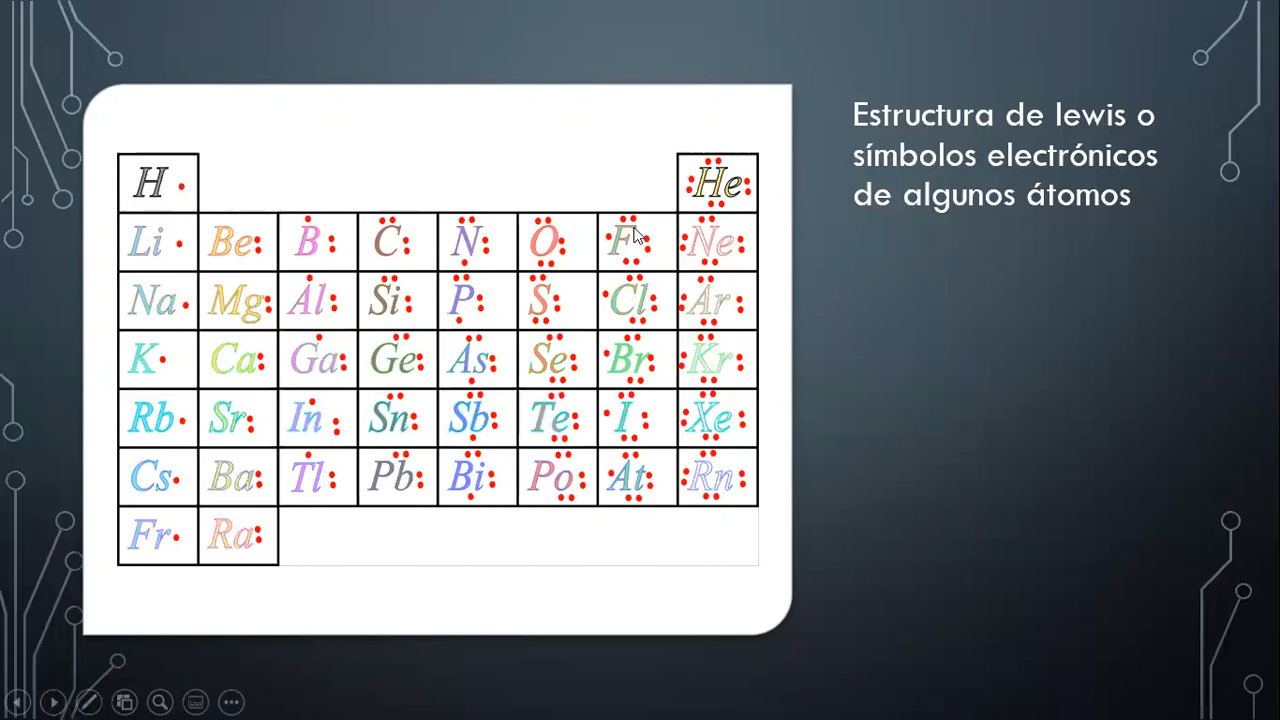 Estructura de lewis o
símbolos electrónicos
de algunos átomos
H He
Li Be B C N O F Ne
Na Mg Al Si P S Cl Ar
K Ca Ga Ge As Se Br Kr
Rb Sr In Sn Sb Te I Xe
Cs Ba Tl Pb Bi Po At Rn
Fr Ra